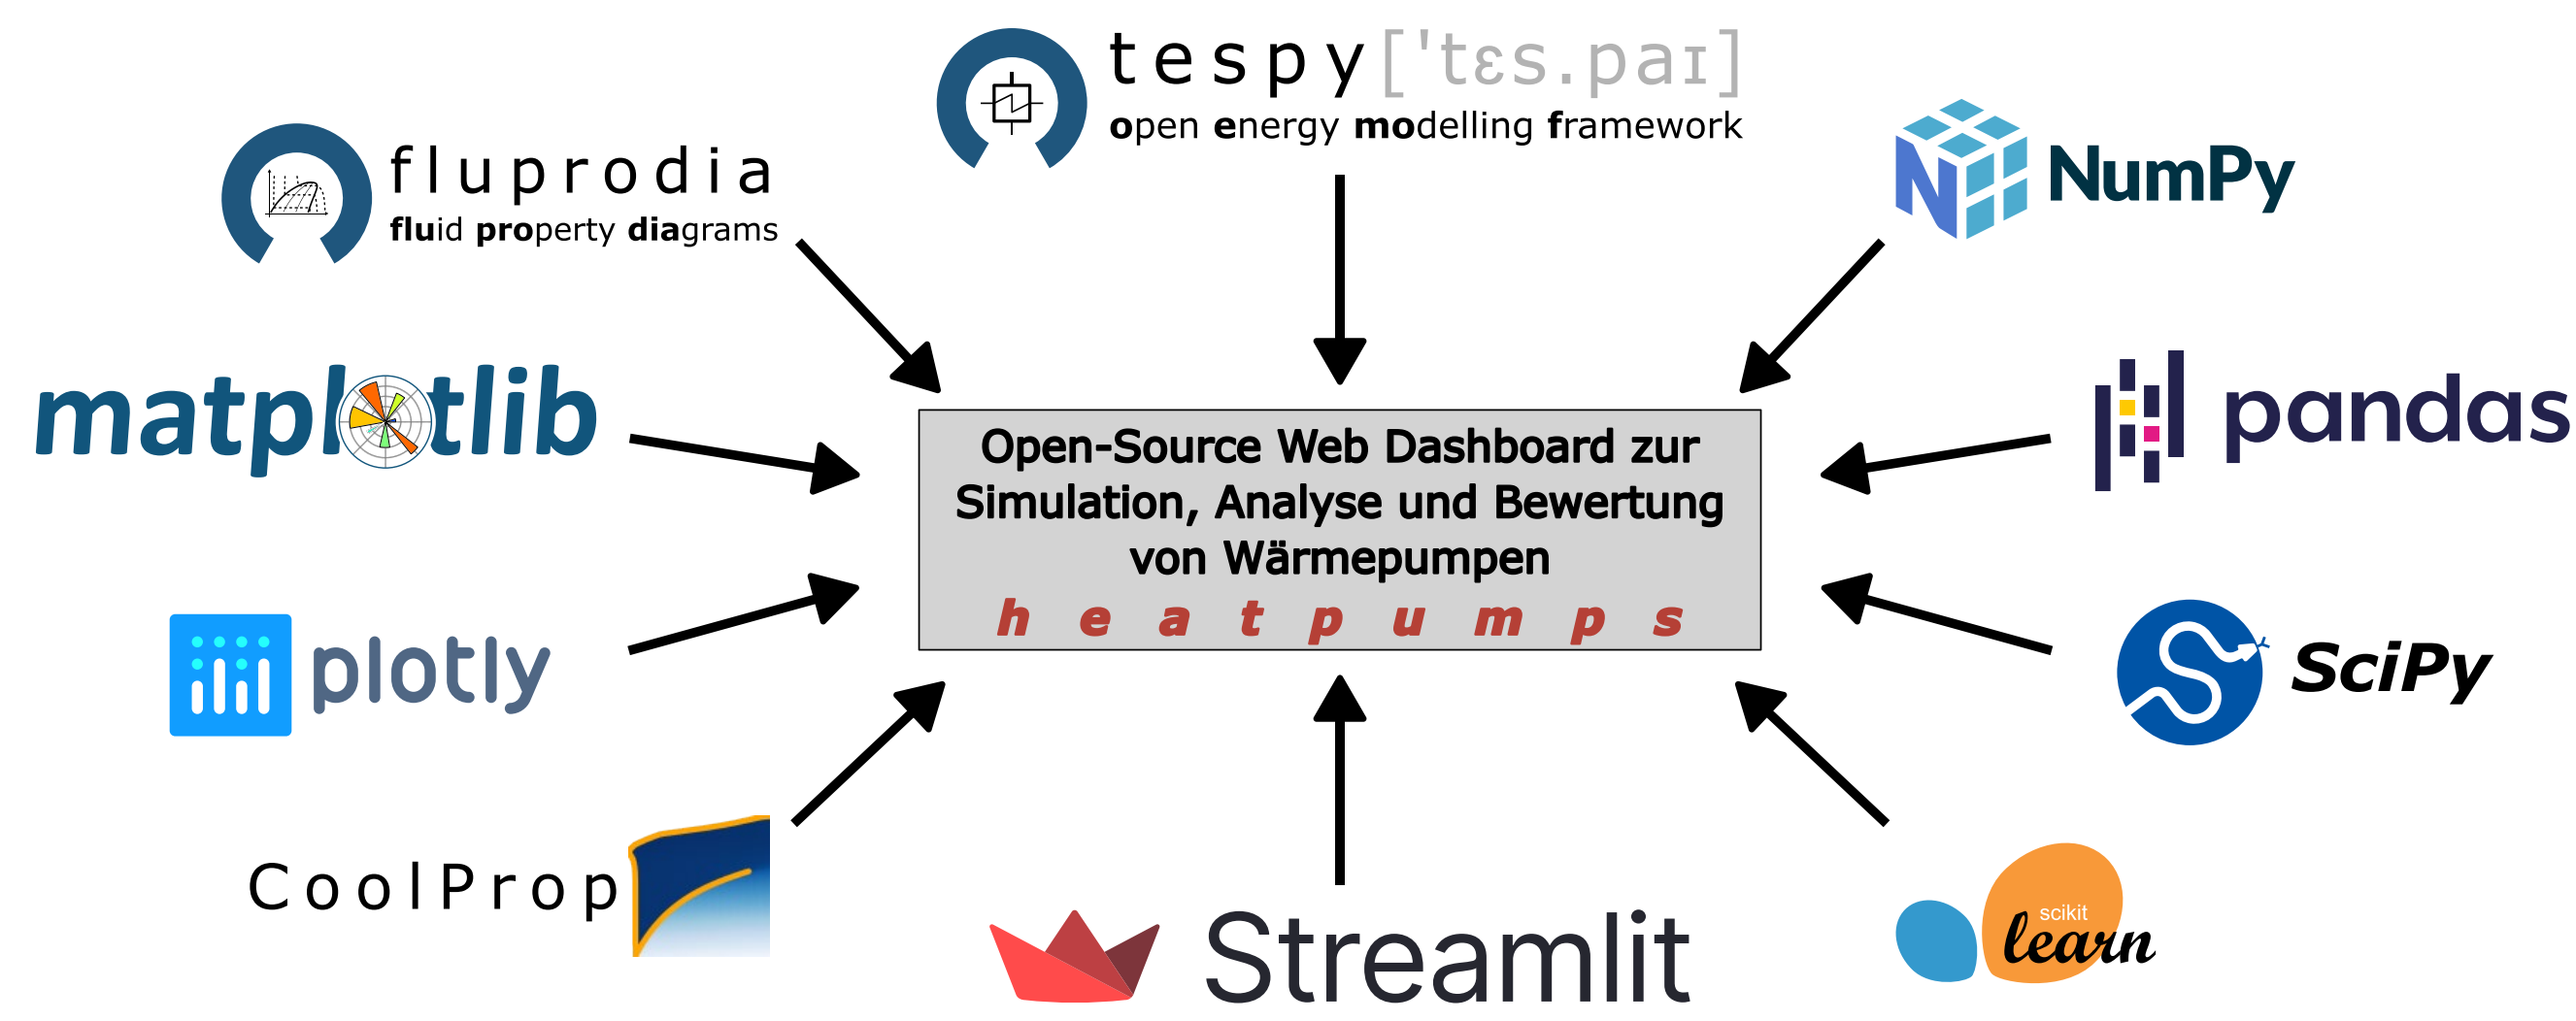 tespy['tɛs.paɪ]
open energy modelling framework
fluprodia
fluid property diagrams
NumPy
matplotlib
pandas
Open-Source Web Dashboard zur
Simulation, Analyse und Bewertung
von Wärmepumpen
heatpumps
plotly
SciPy
CoolProp
Streamlit
scikit
learn